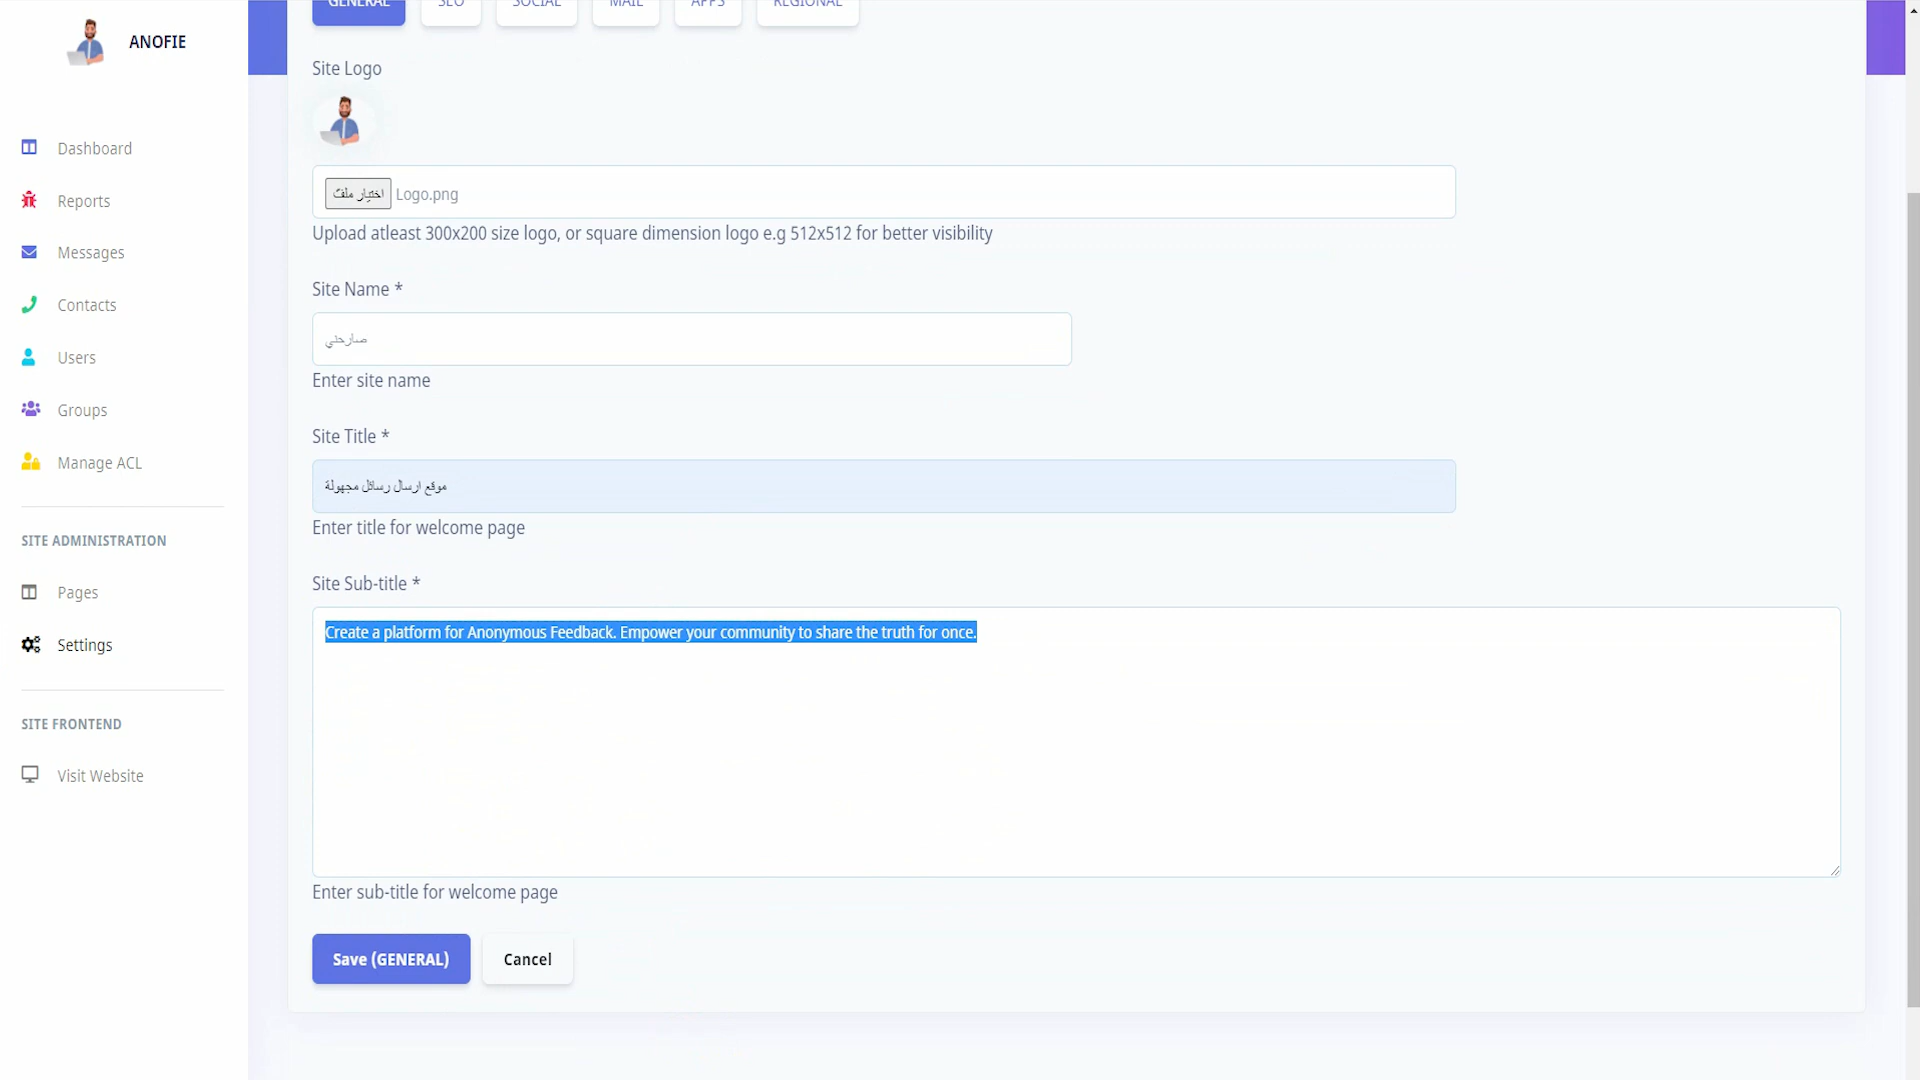 ANOFIE
Dashboard
Reports
Messages
Contacts
Users
Groups
Manage ACL
SITE ADMINISTRATION
Pages
Settings
SITE FRONTEND
Visit Website
GENERAL
SEO
SOCIAL
MAIL
APPS
REGIONAL
Site Logo
اختيار ملف Logo.png
Upload atleast 300x200 size logo, or square dimension logo e.g 512x512 for better visibility
Site Name *
صارحني
Enter site name
Site Title *
موقع ارسال رسائل مجهولة
Enter title for welcome page
Site Sub-title *
Create a platform for Anonymous Feedback. Empower your community to share the truth for once.
Enter sub-title for welcome page
Save (GENERAL)
Cancel